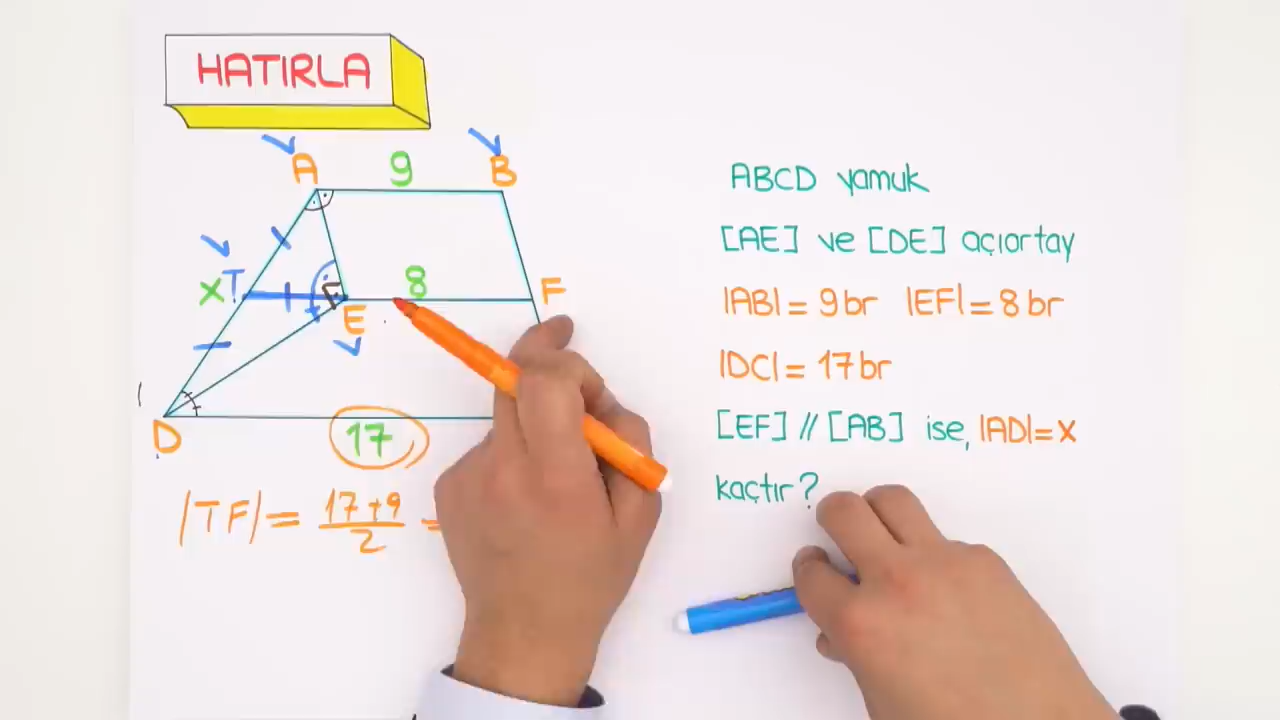 HATIRLA
A 9 B
x T 8 F
E
D 17
|TF| = 17+9 / 2 =
ABCD yamuk
[AE] ve [DE] açıortay
|AB| = 9 br |EF| = 8 br
|DC| = 17 br
[EF] // [AB] ise, |AD| = x
kaçtır?